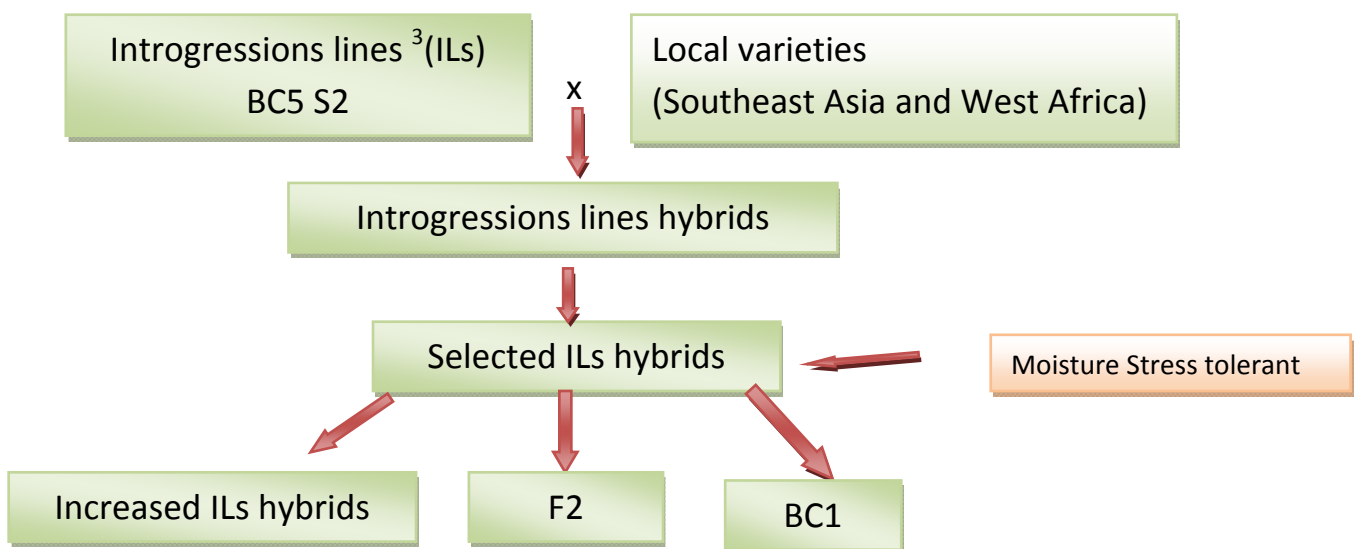 Introgressions lines ³(ILs)
BC5 S2
x
Local varieties
(Southeast Asia and West Africa)
Introgressions lines hybrids
Selected ILs hybrids
Moisture Stress tolerant
Increased ILs hybrids
F2
BC1